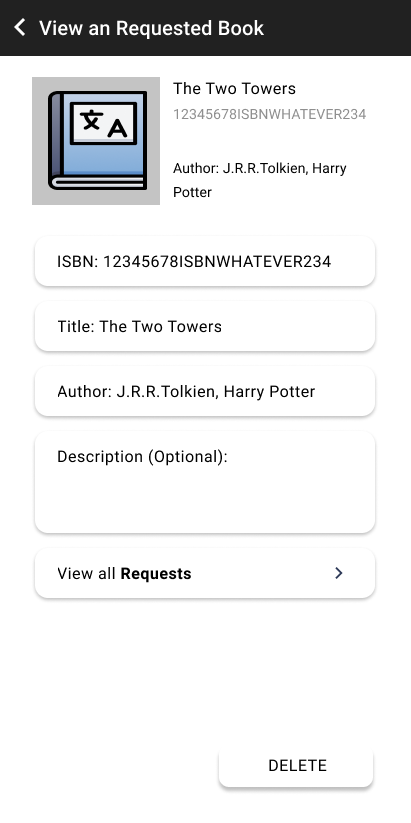 View an Requested Book
文A
The Two Towers
12345678ISBNWHATEVER234
Author: J.R.R.Tolkien, Harry
Potter
ISBN: 12345678ISBNWHATEVER234
Title: The Two Towers
Author: J.R.R.Tolkien, Harry Potter
Description (Optional):
View all Requests
DELETE